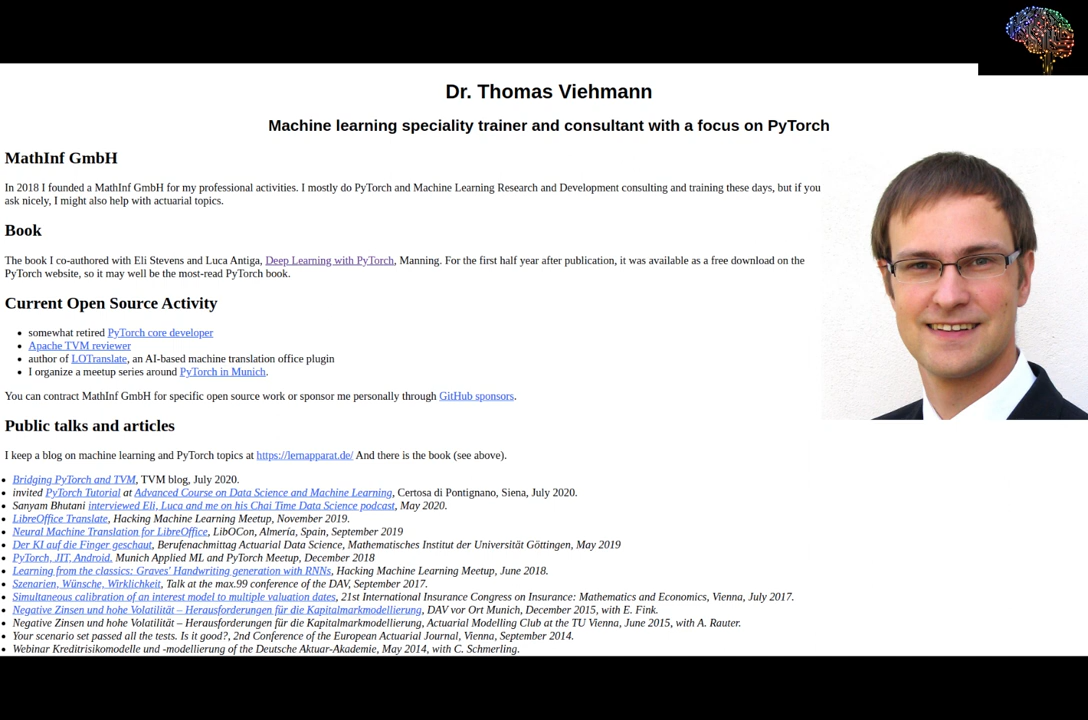 Dr. Thomas Viehmann
Machine learning speciality trainer and consultant with a focus on PyTorch
MathInf GmbH
In 2018 I founded a MathInf GmbH for my professional activities. I mostly do PyTorch and Machine Learning Research and Development consulting and training these days, but if you
ask nicely, I might also help with actuarial topics.
Book
The book I co-authored with Eli Stevens and Luca Antiga, Deep Learning with PyTorch, Manning. For the first half year after publication, it was available as a free download on the
PyTorch website, so it may well be the most-read PyTorch book.
Current Open Source Activity
• somewhat retired PyTorch core developer
• Apache TVM reviewer
• author of LOTranslate, an AI-based machine translation office plugin
• I organize a meetup series around PyTorch in Munich.
You can contract MathInf GmbH for specific open source work or sponsor me personally through GitHub sponsors.
Public talks and articles
I keep a blog on machine learning and PyTorch topics at https://lernapparat.de/ And there is the book (see above).
• Bridging PyTorch and TVM, TVM blog, July 2020.
• invited PyTorch Tutorial at Advanced Course on Data Science and Machine Learning, Certosa di Pontignano, Siena, July 2020.
• Sanyam Bhutani interviewed Eli, Luca and me on his Chai Time Data Science podcast, May 2020.
• LibreOffice Translate, Hacking Machine Learning Meetup, November 2019.
• Neural Machine Translation for LibreOffice, LibOCon, Almería, Spain, September 2019
• Der KI auf die Finger geschaut, Berufenachmittag Actuarial Data Science, Mathematisches Institut der Universität Göttingen, May 2019
• PyTorch, JIT, Android. Munich Applied ML and PyTorch Meetup, December 2018
• Learning from the classics: Graves' Handwriting generation with RNNs, Hacking Machine Learning Meetup, June 2018.
• Szenarien, Wünsche, Wirklichkeit, Talk at the max.99 conference of the DAV, September 2017.
• Simultaneous calibration of an interest model to multiple valuation dates, 21st International Insurance Congress on Insurance: Mathematics and Economics, Vienna, July 2017.
• Negative Zinsen und hohe Volatilität – Herausforderungen für die Kapitalmarkmodellierung, DAV vor Ort Munich, December 2015, with E. Fink.
• Negative Zinsen und hohe Volatilität – Herausforderungen für die Kapitalmarkmodellierung, Actuarial Modelling Club at the TU Vienna, June 2015, with A. Rauter.
• Your scenario set passed all the tests. Is it good?, 2nd Conference of the European Actuarial Journal, Vienna, September 2014.
• Webinar Kreditrisikomodelle und -modellierung of the Deutsche Aktuar-Akademie, May 2014, with C. Schmerling.